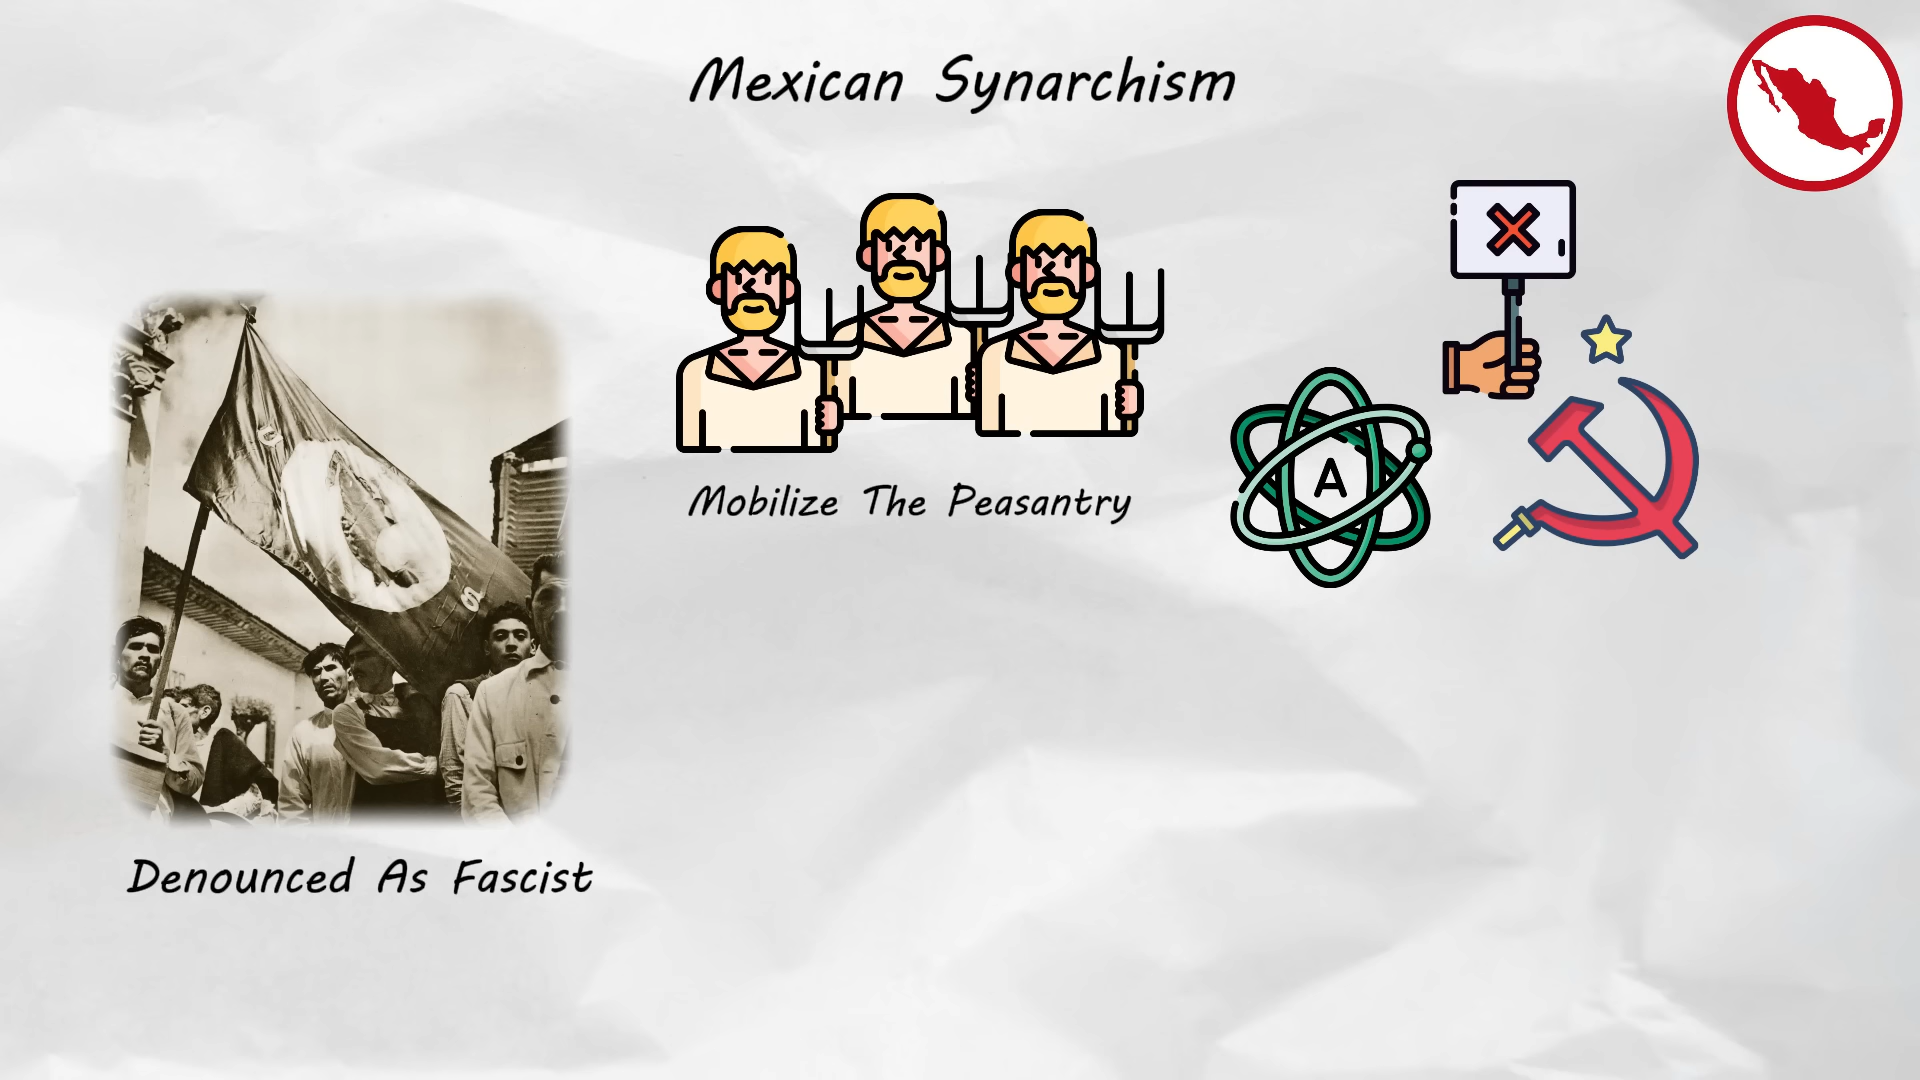 Mexican Synarchism
Mobilize The Peasantry
A
Denounced As Fascist